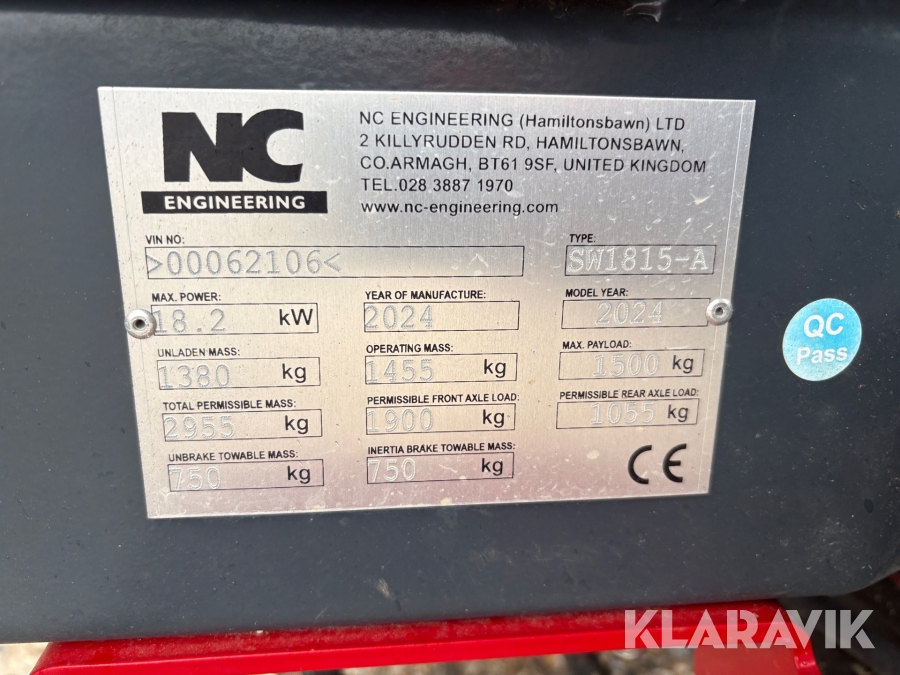 NC
ENGINEERING
NC ENGINEERING (Hamiltonsbawn) LTD
2 KILLYRUDDEN RD, HAMILTONSBAWN,
CO.ARMAGH, BT61 9SF, UNITED KINGDOM
TEL.028 3887 1970
www.nc-engineering.com
VIN NO: TYPE:
>00062106< SW1815-A
MAX. POWER: YEAR OF MANUFACTURE: MODEL YEAR:
18.2 kW 2024 2024
UNLADEN MASS: OPERATING MASS: MAX. PAYLOAD:
1380 kg 1455 kg 1500 kg
TOTAL PERMISSIBLE MASS: PERMISSIBLE FRONT AXLE LOAD: PERMISSIBLE REAR AXLE LOAD:
2955 kg 1900 kg 1055 kg
UNBRAKE TOWABLE MASS: INERTIA BRAKE TOWABLE MASS:
750 kg 750 kg
CE
QC
Pass
KLARAVIK